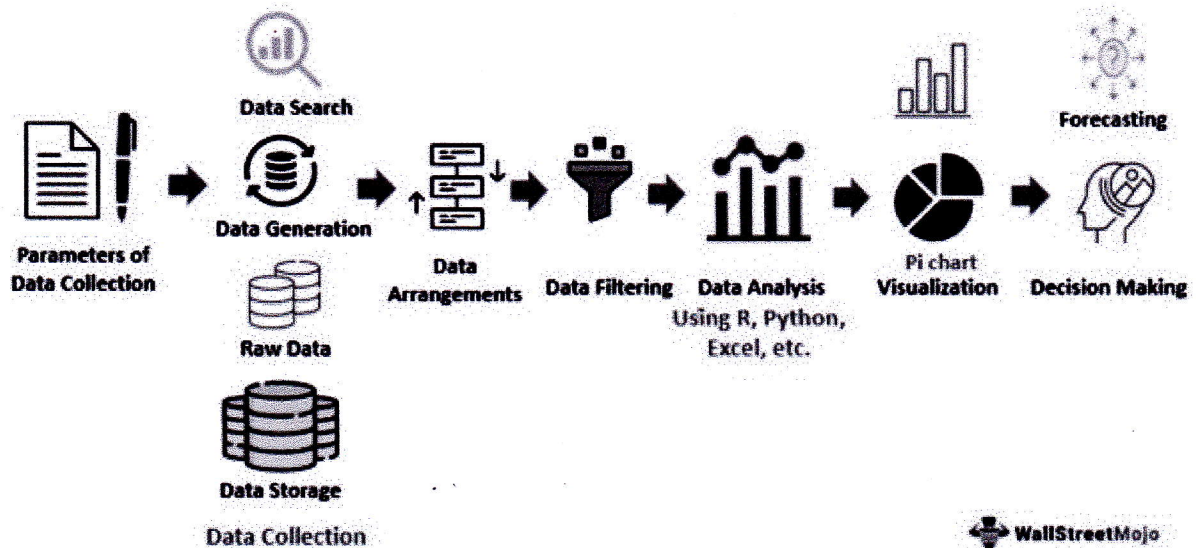 Parameters of
Data Collection
Data Search
Data Generation
Raw Data
Data Storage
Data Collection
Data
Arrangements
Data Filtering
Data Analysis
Using R, Python,
Excel, etc.
Pi chart
Visualization
?
Forecasting
Decision Making
WallStreetMojo